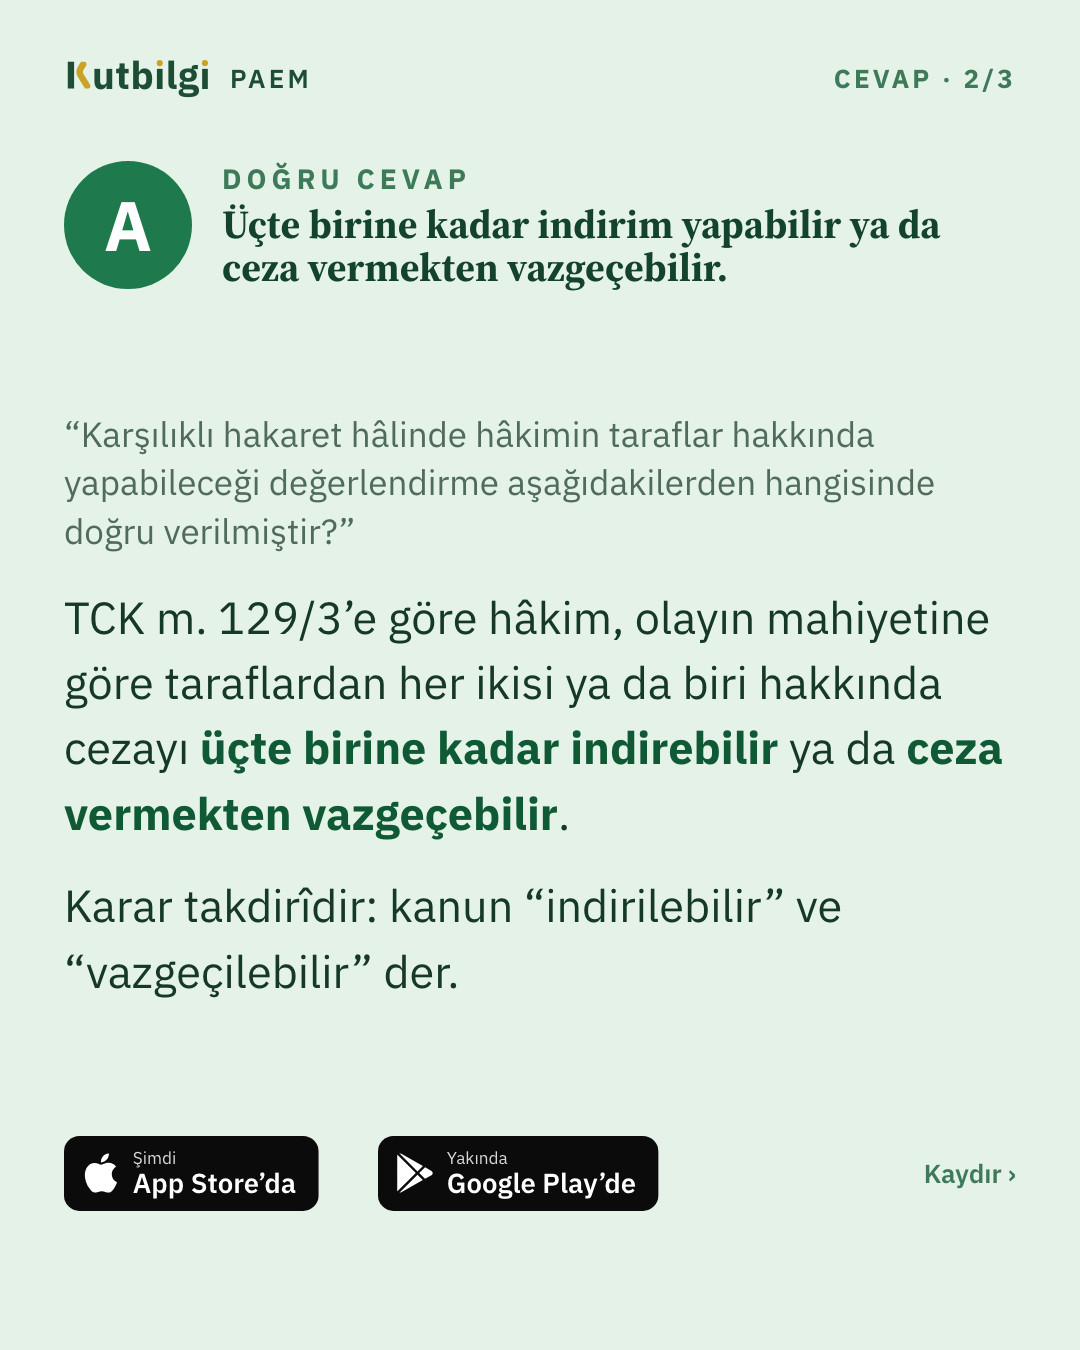 Kutbilgi PAEM
CEVAP · 2/3
A
DOĞRU CEVAP
Üçte birine kadar indirim yapabilir ya da
ceza vermekten vazgeçebilir.
“Karşılıklı hakaret hâlinde hâkimin taraflar hakkında
yapabileceği değerlendirme aşağıdakilerden hangisinde
doğru verilmiştir?”
TCK m. 129/3’e göre hâkim, olayın mahiyetine
göre taraflardan her ikisi ya da biri hakkında
cezayı üçte birine kadar indirebilir ya da ceza
vermekten vazgeçebilir.
Karar takdirîdir: kanun “indirilebilir” ve
“vazgeçilebilir” der.
Şimdi
App Store’da
Yakında
Google Play’de
Kaydır ›